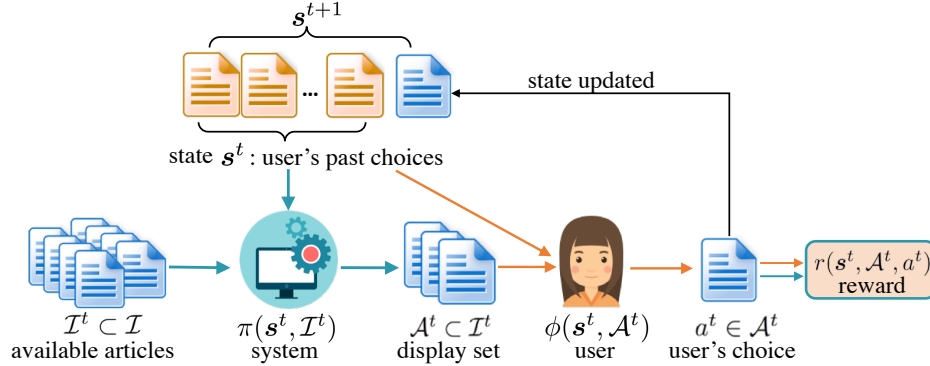 𝒔^{t+1}
...
state updated
state 𝒔^t : user's past choices
r(𝒔^t, 𝒜^t, a^t)
reward
ℐ^t ⊂ ℐ
available articles
π(𝒔^t, ℐ^t)
system
𝒜^t ⊂ ℐ^t
display set
ϕ(𝒔^t, 𝒜^t)
user
a^t ∈ 𝒜^t
user's choice